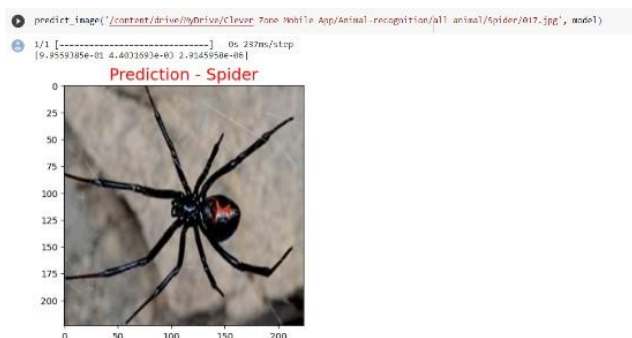 predict_image('/content/drive/MyDrive/Clever Zone Mobile App/Animal-recognition/all animal/Spider/017.jpg', model)
1/1 [==============================] 0s 237ms/step
[9.9559385e-01 4.4031693e-03 2.9145958e-06]
Prediction - Spider
0
25
50
75
100
125
150
175
200
0 50 100 150 200